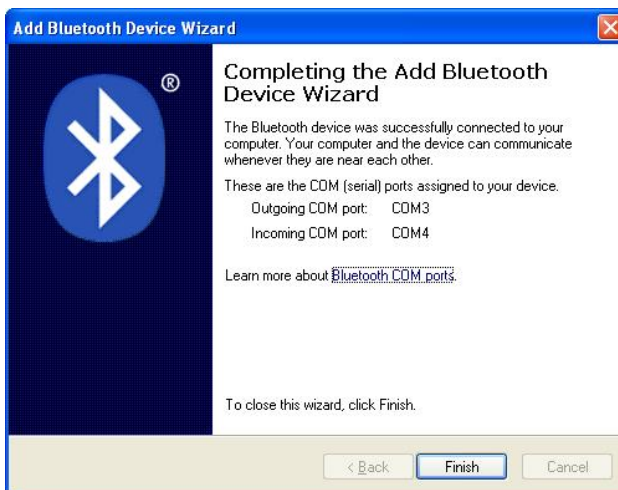 Add Bluetooth Device Wizard
®
Completing the Add Bluetooth
Device Wizard
The Bluetooth device was successfully connected to your
computer. Your computer and the device can communicate
whenever they are near each other.
These are the COM (serial) ports assigned to your device.
Outgoing COM port: COM3
Incoming COM port: COM4
Learn more about Bluetooth COM ports.
To close this wizard, click Finish.
< Back Finish Cancel